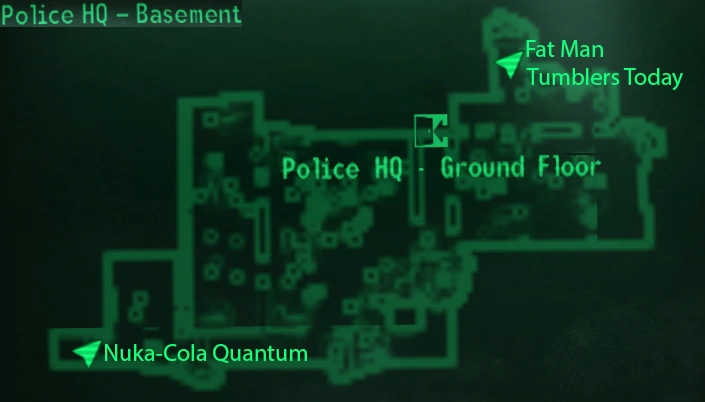 Police HQ – Basement
Fat Man
Tumblers Today
Police HQ - Ground Floor
Nuka-Cola Quantum